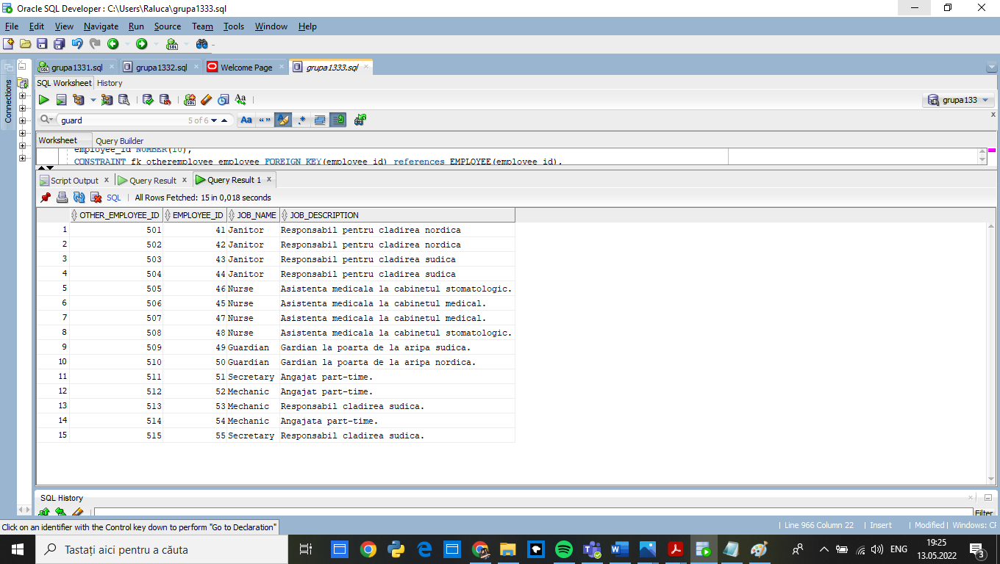 Oracle SQL Developer : C:\Users\Raluca\grupa1333.sql
File Edit View Navigate Run Source Team Tools Window Help
grupa1331.sql grupa1332.sql Welcome Page grupa1333.sql
Connections
SQL Worksheet History
grupa133
guard 5 of 6
Worksheet Query Builder
employee_id NUMBER(10),
CONSTRAINT fk_otheremployee_employee FOREIGN KEY(employee_id) references EMPLOYEE(employee_id),
Script Output x Query Result x Query Result 1 x
SQL | All Rows Fetched: 15 in 0,018 seconds
OTHER_EMPLOYEE_ID EMPLOYEE_ID JOB_NAME JOB_DESCRIPTION
1 501 41 Janitor Responsabil pentru cladirea nordica
2 502 42 Janitor Responsabil pentru cladirea nordica
3 503 43 Janitor Responsabil pentru cladirea sudica
4 504 44 Janitor Responsabil pentru cladirea sudica
5 505 46 Nurse Asistenta medicala la cabinetul stomatologic.
6 506 45 Nurse Asistenta medicala la cabinetul medical.
7 507 47 Nurse Asistenta medicala la cabinetul medical.
8 508 48 Nurse Asistenta medicala la cabinetul stomatologic.
9 509 49 Guardian Gardian la poarta de la aripa sudica.
10 510 50 Guardian Gardian la poarta de la aripa nordica.
11 511 51 Secretary Angajat part-time.
12 512 52 Mechanic Angajat part-time.
13 513 53 Mechanic Responsabil cladirea sudica.
14 514 54 Mechanic Angajata part-time.
15 515 55 Secretary Responsabil cladirea sudica.
SQL History
Filter
Click on an identifier with the Control key down to perform "Go to Declaration"
| Line 966 Column 22 | Insert | Modified | Windows: CF
Tastați aici pentru a căuta
ENG
19:25
13.05.2022
3